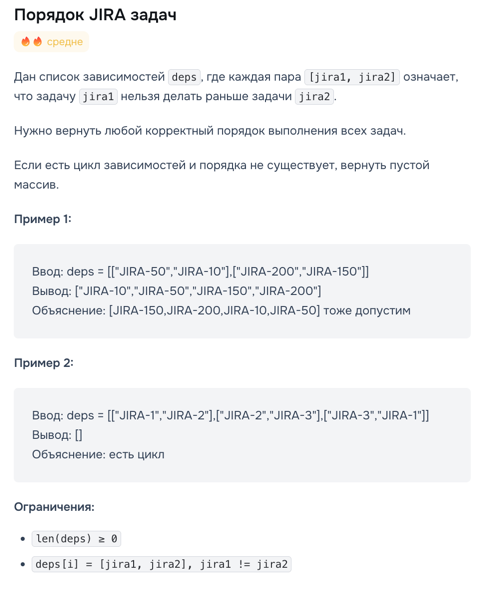 Порядок JIRA задач
🔥🔥 средне
Дан список зависимостей deps, где каждая пара [jira1, jira2] означает,
что задачу jira1 нельзя делать раньше задачи jira2.
Нужно вернуть любой корректный порядок выполнения всех задач.
Если есть цикл зависимостей и порядка не существует, вернуть пустой
массив.
Пример 1:
Ввод: deps = [["JIRA-50","JIRA-10"],["JIRA-200","JIRA-150"]]
Вывод: ["JIRA-10","JIRA-50","JIRA-150","JIRA-200"]
Объяснение: [JIRA-150,JIRA-200,JIRA-10,JIRA-50] тоже допустим
Пример 2:
Ввод: deps = [["JIRA-1","JIRA-2"],["JIRA-2","JIRA-3"],["JIRA-3","JIRA-1"]]
Вывод: []
Объяснение: есть цикл
Ограничения:
• len(deps) ≥ 0
• deps[i] = [jira1, jira2], jira1 != jira2